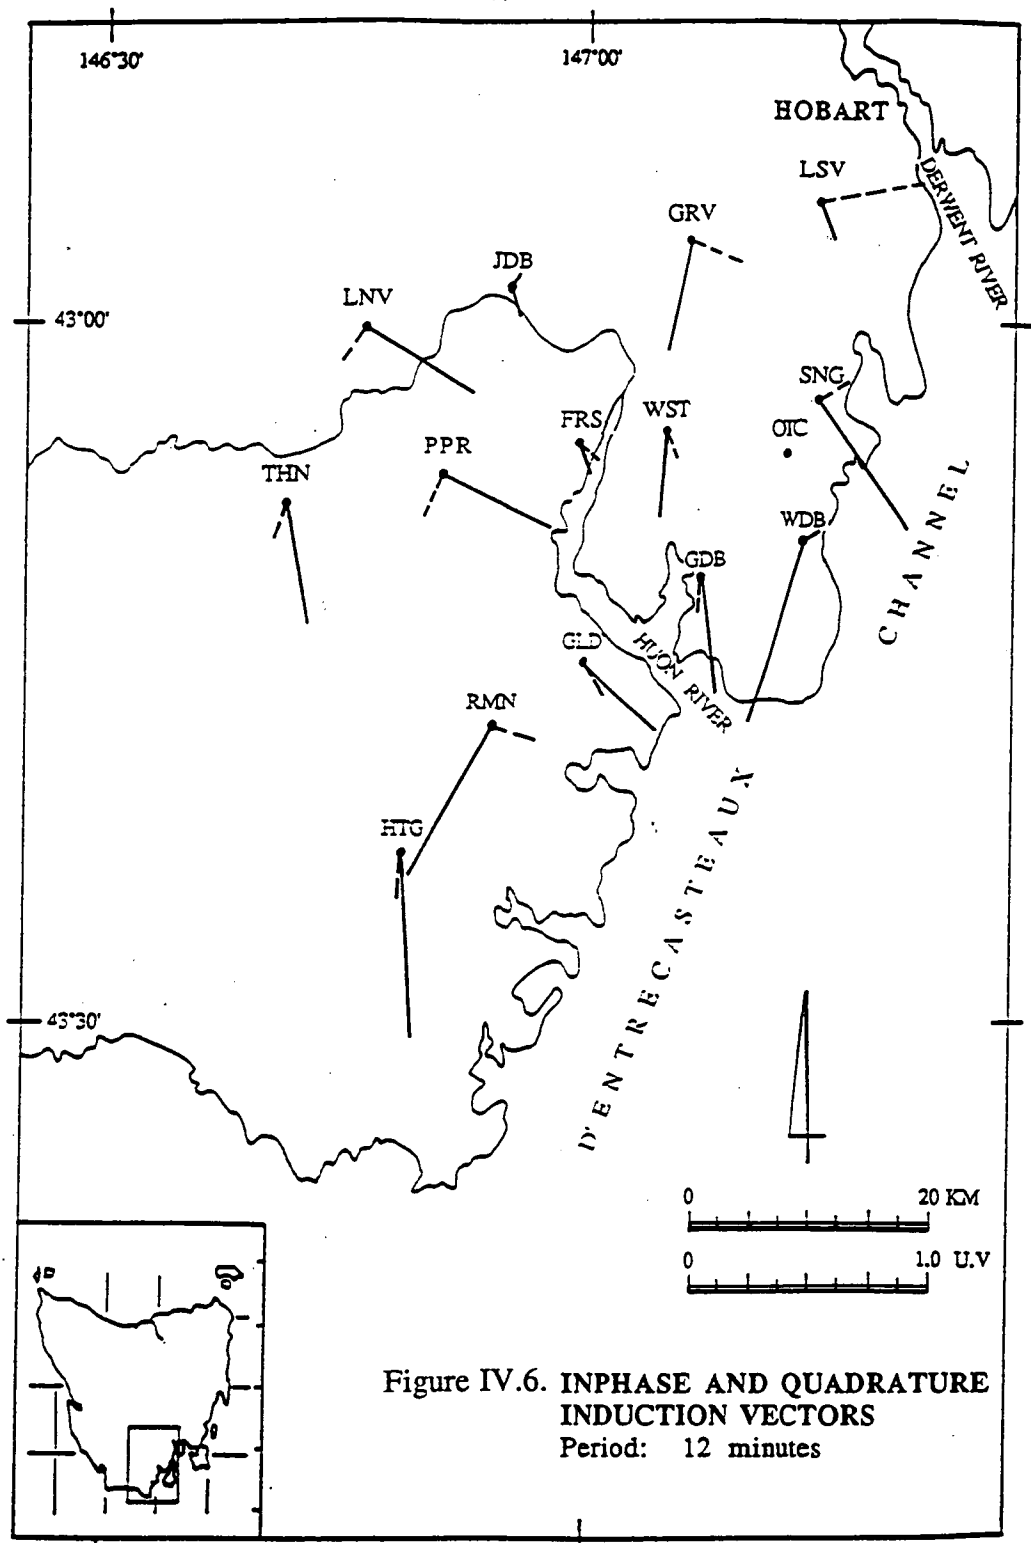 146°30'
147°00'
HOBART
LSV
DERWENT RIVER
GRV
JDB
LNV
43°00'
SNG
WST
FRS
OTC
PPR
THN
CHANNEL
WDB
GDB
HUON RIVER
GLD
RMN
D'ENTRECASTEAUX
HTG
43°30'
0 20 KM
0 1.0 U.V
Figure IV.6. INPHASE AND QUADRATURE
INDUCTION VECTORS
Period: 12 minutes